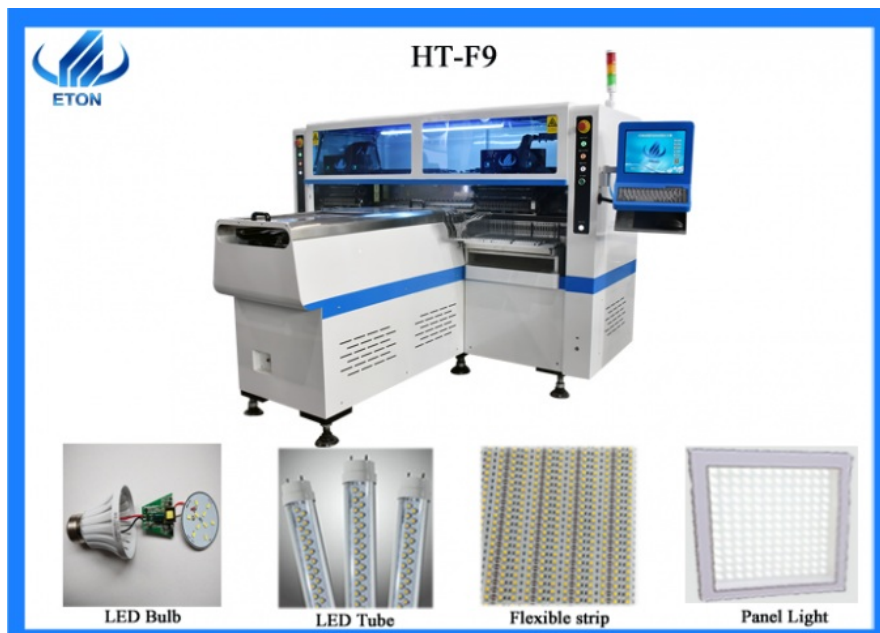 HT-F9
ETON
LED Bulb
LED Tube
Flexible strip
Panel Light